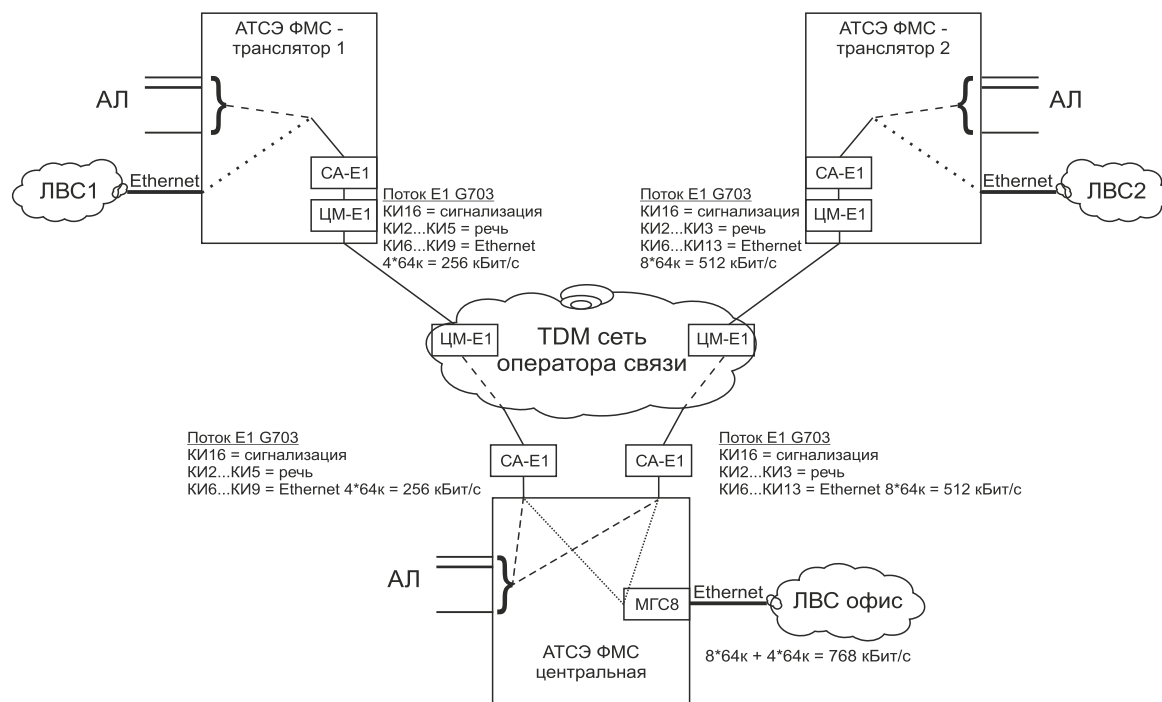 АТСЭ ФМС -
транслятор 1
АЛ
ЛВС1
Ethernet
СА-Е1
ЦМ-Е1
Поток Е1 G703
КИ16 = сигнализация
КИ2...КИ5 = речь
КИ6...КИ9 = Ethernet
4*64к = 256 кБит/с
АТСЭ ФМС -
транслятор 2
АЛ
ЛВС2
Ethernet
СА-Е1
ЦМ-Е1
Поток Е1 G703
КИ16 = сигнализация
КИ2...КИ3 = речь
КИ6...КИ13 = Ethernet
8*64к = 512 кБит/с
ЦМ-Е1
TDM сеть
оператора связи
ЦМ-Е1
Поток Е1 G703
КИ16 = сигнализация
КИ2...КИ5 = речь
КИ6...КИ9 = Ethernet 4*64к = 256 кБит/с
СА-Е1
СА-Е1
Поток Е1 G703
КИ16 = сигнализация
КИ2...КИ3 = речь
КИ6...КИ13 = Ethernet 8*64к = 512 кБит/с
АЛ
МГС8
Ethernet
ЛВС офис
АТСЭ ФМС
центральная
8*64к + 4*64к = 768 кБит/с